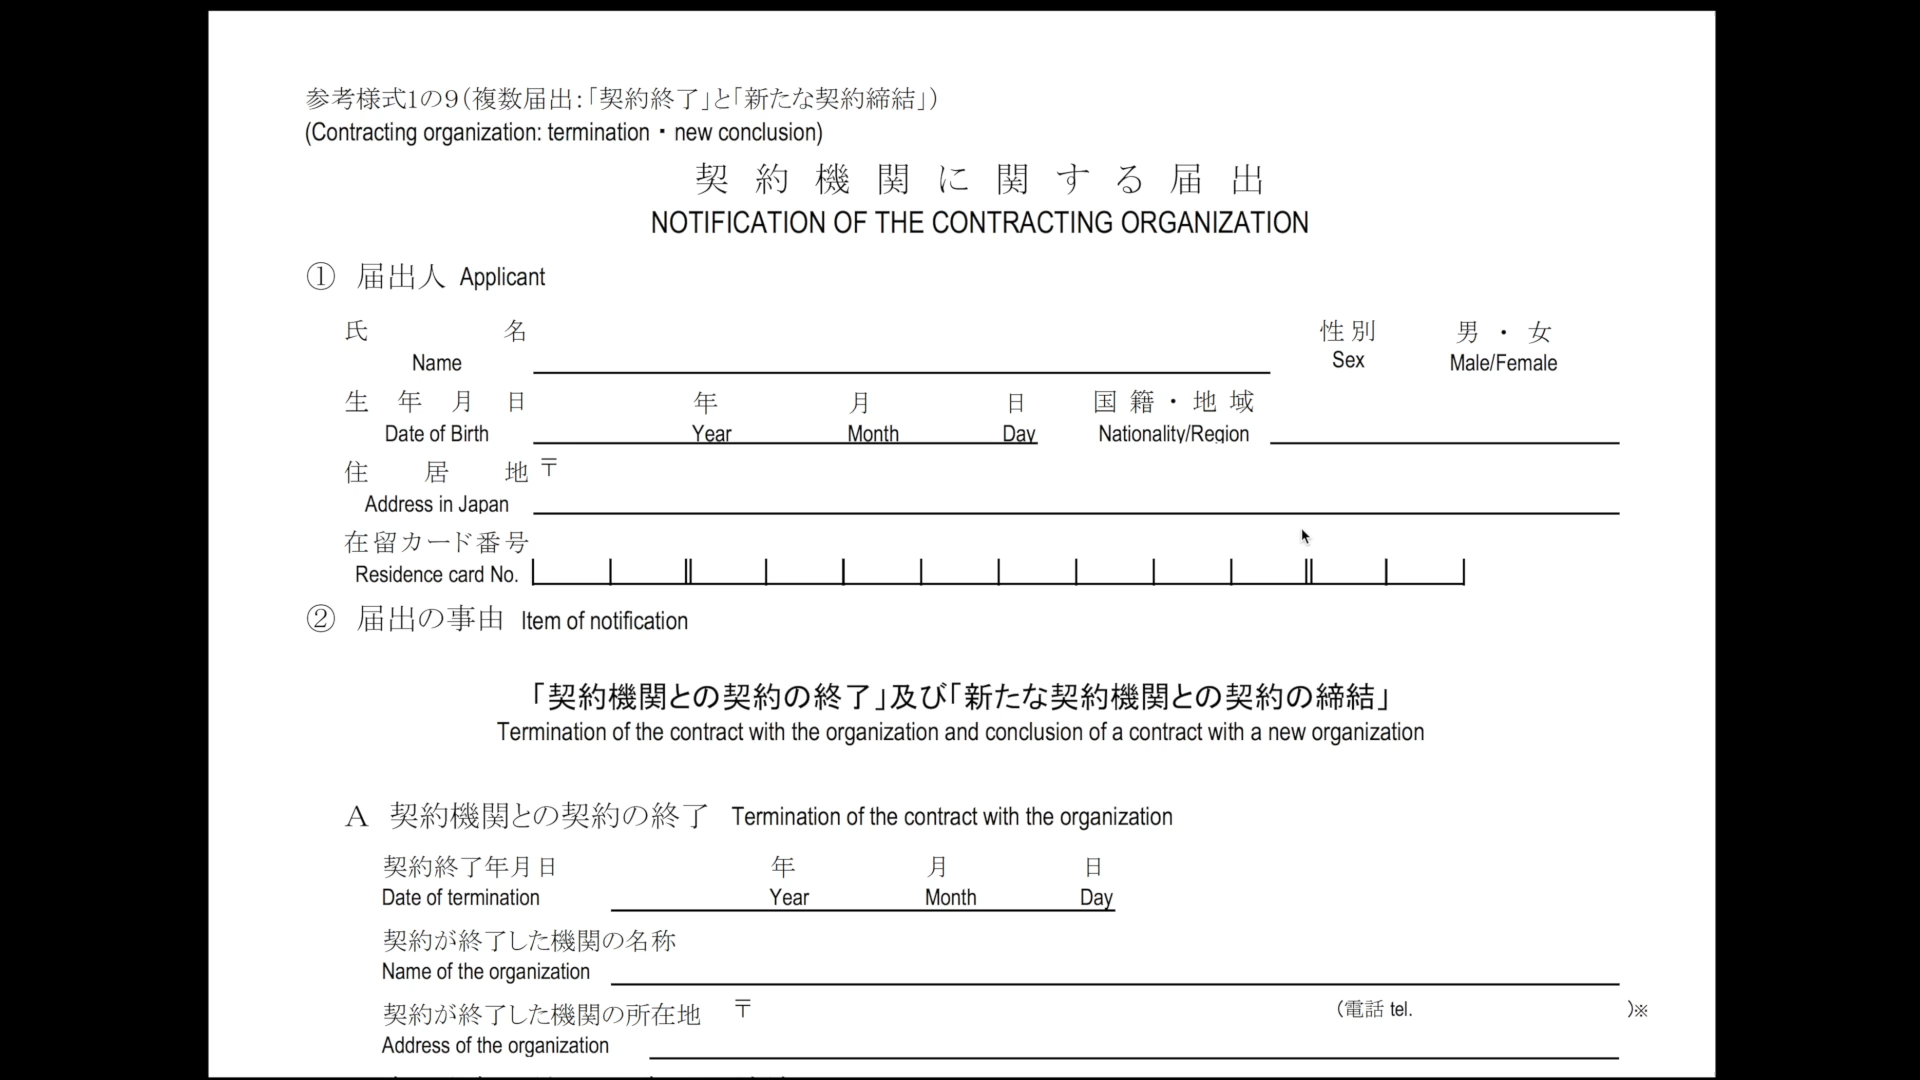 参考様式1の9（複数届出：「契約終了」と「新たな契約締結」）
(Contracting organization: termination・new conclusion)
契約機関に関する届出
NOTIFICATION OF THE CONTRACTING ORGANIZATION
① 届出人 Applicant
氏名 性別 男・女
Name Sex Male/Female
生年月日 年 月 日 国籍・地域
Date of Birth Year Month Day Nationality/Region
住居地 〒
Address in Japan
在留カード番号
Residence card No.
② 届出の事由 Item of notification
「契約機関との契約の終了」及び「新たな契約機関との契約の締結」
Termination of the contract with the organization and conclusion of a contract with a new organization
A 契約機関との契約の終了 Termination of the contract with the organization
契約終了年月日 年 月 日
Date of termination Year Month Day
契約が終了した機関の名称
Name of the organization
契約が終了した機関の所在地 〒 （電話 tel. ）※
Address of the organization